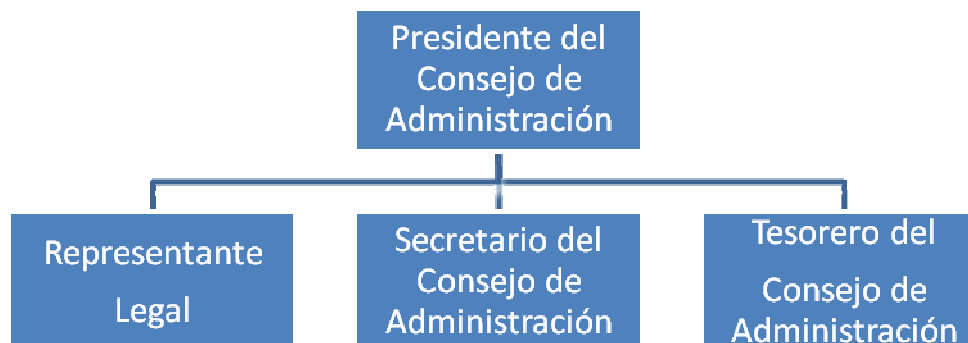 Presidente del
Consejo de
Administración
Representante
Legal
Secretario del
Consejo de
Administración
Tesorero del
Consejo de
Administración